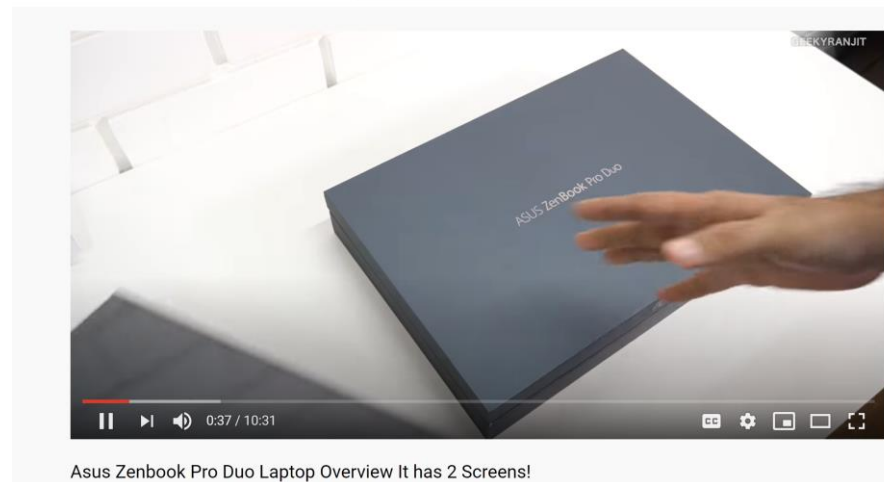 GEEKYRANJIT
ASUS ZenBook Pro Duo
0:37 / 10:31
CC
Asus Zenbook Pro Duo Laptop Overview It has 2 Screens!